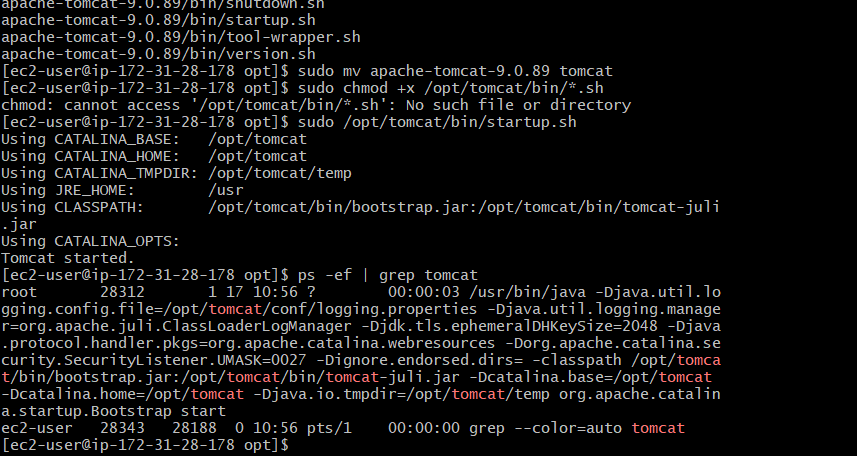 apache-tomcat-9.0.89/bin/shutdown.sh
apache-tomcat-9.0.89/bin/startup.sh
apache-tomcat-9.0.89/bin/tool-wrapper.sh
apache-tomcat-9.0.89/bin/version.sh
[ec2-user@ip-172-31-28-178 opt]$ sudo mv apache-tomcat-9.0.89 tomcat
[ec2-user@ip-172-31-28-178 opt]$ sudo chmod +x /opt/tomcat/bin/*.sh
chmod: cannot access '/opt/tomcat/bin/*.sh': No such file or directory
[ec2-user@ip-172-31-28-178 opt]$ sudo /opt/tomcat/bin/startup.sh
Using CATALINA_BASE:   /opt/tomcat
Using CATALINA_HOME:   /opt/tomcat
Using CATALINA_TMPDIR: /opt/tomcat/temp
Using JRE_HOME:        /usr
Using CLASSPATH:       /opt/tomcat/bin/bootstrap.jar:/opt/tomcat/bin/tomcat-juli
.jar
Using CATALINA_OPTS:
Tomcat started.
[ec2-user@ip-172-31-28-178 opt]$ ps -ef | grep tomcat
root       28312       1 17 10:56 ?        00:00:03 /usr/bin/java -Djava.util.lo
gging.config.file=/opt/tomcat/conf/logging.properties -Djava.util.logging.manage
r=org.apache.juli.ClassLoaderLogManager -Djdk.tls.ephemeralDHKeySize=2048 -Djava
.protocol.handler.pkgs=org.apache.catalina.webresources -Dorg.apache.catalina.se
curity.SecurityListener.UMASK=0027 -Dignore.endorsed.dirs= -classpath /opt/tomca
t/bin/bootstrap.jar:/opt/tomcat/bin/tomcat-juli.jar -Dcatalina.base=/opt/tomcat
-Dcatalina.home=/opt/tomcat -Djava.io.tmpdir=/opt/tomcat/temp org.apache.catalin
a.startup.Bootstrap start
ec2-user   28343   28188  0 10:56 pts/1    00:00:00 grep --color=auto tomcat
[ec2-user@ip-172-31-28-178 opt]$